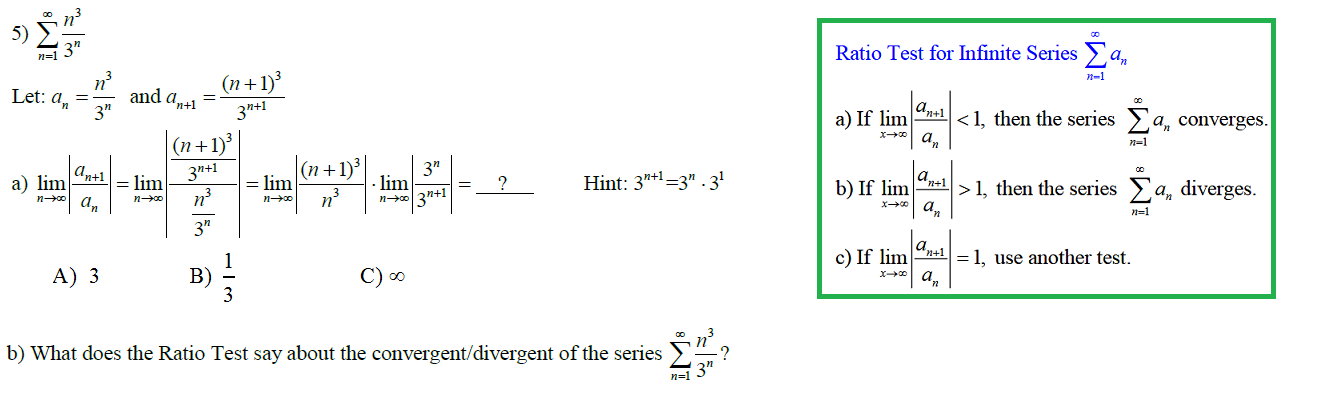 5) $\sum_{n=1}^{\infty} \frac{n^3}{3^n}$
Let: $a_n = \frac{n^3}{3^n}$ and $a_{n+1} = \frac{(n+1)^3}{3^{n+1}}$
a) $\lim_{n\to\infty} \left|\frac{a_{n+1}}{a_n}\right| = \lim_{n\to\infty} \left|\frac{\frac{(n+1)^3}{3^{n+1}}}{\frac{n^3}{3^n}}\right| = \lim_{n\to\infty} \left|\frac{(n+1)^3}{n^3}\right| \cdot \lim_{n\to\infty} \left|\frac{3^n}{3^{n+1}}\right| =$ __?__ Hint: $3^{n+1}=3^n \cdot 3^1$
A) 3 B) $\frac{1}{3}$ C) $\infty$
b) What does the Ratio Test say about the convergent/divergent of the series $\sum_{n=1}^{\infty} \frac{n^3}{3^n}$?
Ratio Test for Infinite Series $\sum_{n=1}^{\infty} a_n$
a) If $\lim_{x\to\infty} \left|\frac{a_{n+1}}{a_n}\right| < 1$, then the series $\sum_{n=1}^{\infty} a_n$ converges.
b) If $\lim_{x\to\infty} \left|\frac{a_{n+1}}{a_n}\right| > 1$, then the series $\sum_{n=1}^{\infty} a_n$ diverges.
c) If $\lim_{x\to\infty} \left|\frac{a_{n+1}}{a_n}\right| = 1$, use another test.